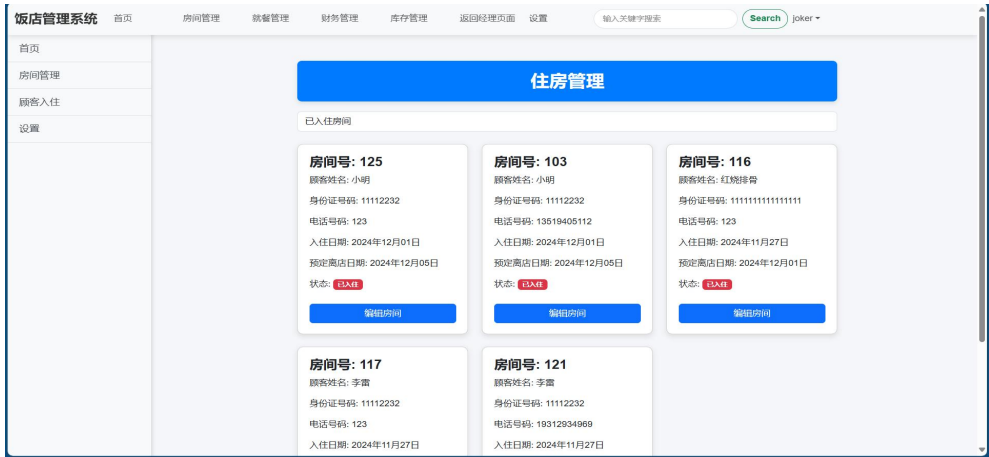 饭店管理系统 首页 房间管理 就餐管理 财务管理 库存管理 返回经理页面 设置 输入关键字搜索 Search joker
首页
房间管理
顾客入住
设置
住房管理
已入住房间
房间号: 125
顾客姓名: 小明
身份证号码: 11112232
电话号码: 123
入住日期: 2024年12月01日
预定离店日期: 2024年12月05日
状态: 已入住
编辑房间
房间号: 103
顾客姓名: 小明
身份证号码: 11112232
电话号码: 13519405112
入住日期: 2024年12月01日
预定离店日期: 2024年12月05日
状态: 已入住
编辑房间
房间号: 116
顾客姓名: 红烧排骨
身份证号码: 1111111111111111
电话号码: 123
入住日期: 2024年11月27日
预定离店日期: 2024年12月01日
状态: 已入住
编辑房间
房间号: 117
顾客姓名: 李雷
身份证号码: 11112232
电话号码: 123
入住日期: 2024年11月27日
房间号: 121
顾客姓名: 李雷
身份证号码: 11112232
电话号码: 19312934969
入住日期: 2024年11月27日